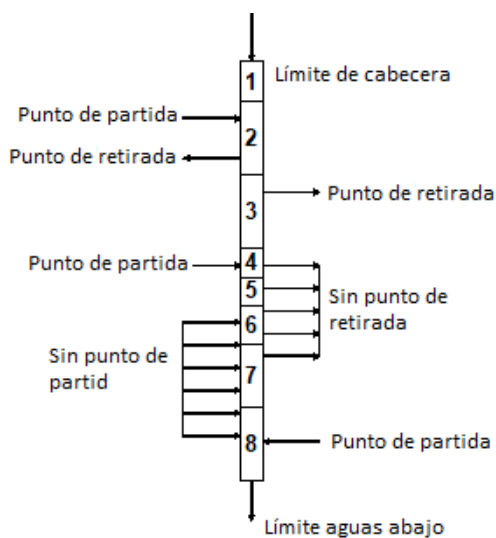 1
Límite de cabecera
Punto de partida
2
Punto de retirada
3
Punto de retirada
Punto de partida
4
5
Sin punto de
retirada
6
Sin punto de
partid
7
8
Punto de partida
Límite aguas abajo